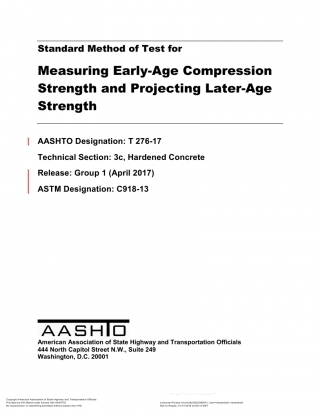 Standard Method of Test for
Measuring Early-Age Compression
Strength and Projecting Later-Age
Strength
AASHTO Designation: T 276-17
Technical Section: 3c, Hardened Concrete
Release: Group 1 (April 2017)
ASTM Designation: C918-13
AASHTO
American Association of State Highway and Transportation Officials
444 North Capitol Street N.W., Suite 249
Washington, D.C. 20001